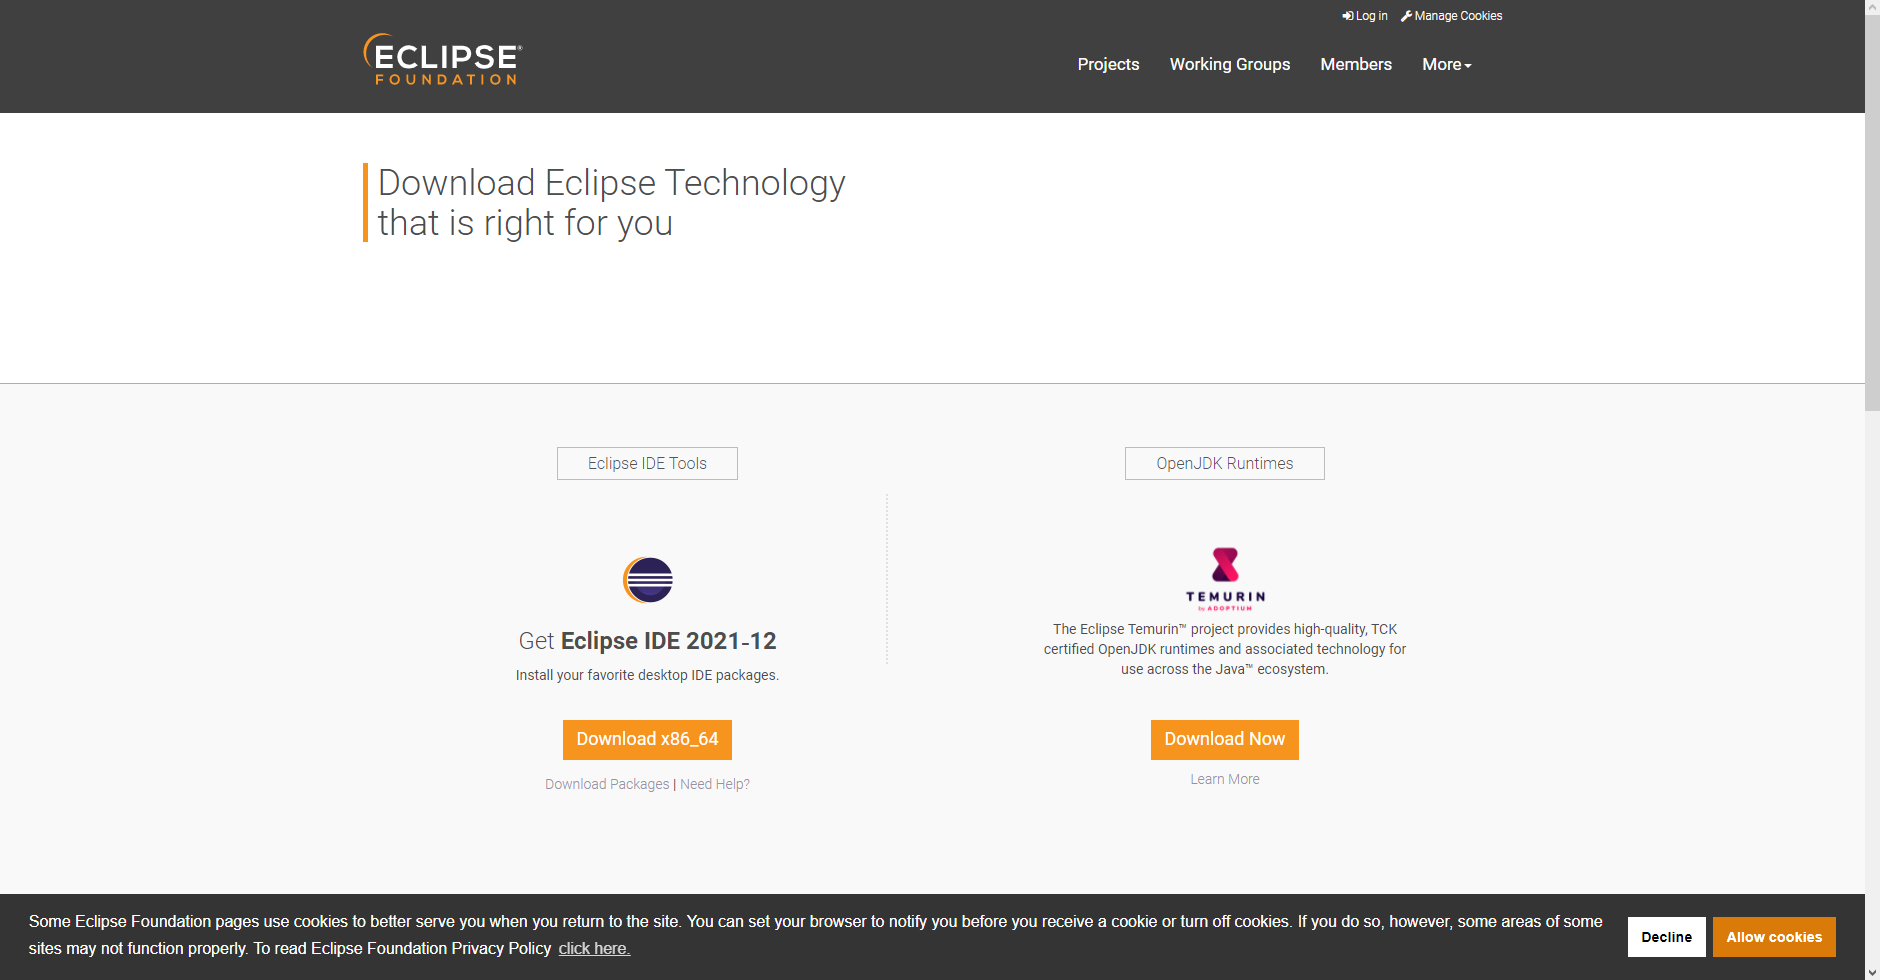 Log in Manage Cookies
ECLIPSE®
FOUNDATION
Projects Working Groups Members More
Download Eclipse Technology
that is right for you
Eclipse IDE Tools
Get Eclipse IDE 2021-12
Install your favorite desktop IDE packages.
Download x86_64
Download Packages | Need Help?
OpenJDK Runtimes
TEMURIN
by ADOPTIUM
The Eclipse Temurin™ project provides high-quality, TCK
certified OpenJDK runtimes and associated technology for
use across the Java™ ecosystem.
Download Now
Learn More
Some Eclipse Foundation pages use cookies to better serve you when you return to the site. You can set your browser to notify you before you receive a cookie or turn off cookies. If you do so, however, some areas of some
sites may not function properly. To read Eclipse Foundation Privacy Policy click here.
Decline Allow cookies